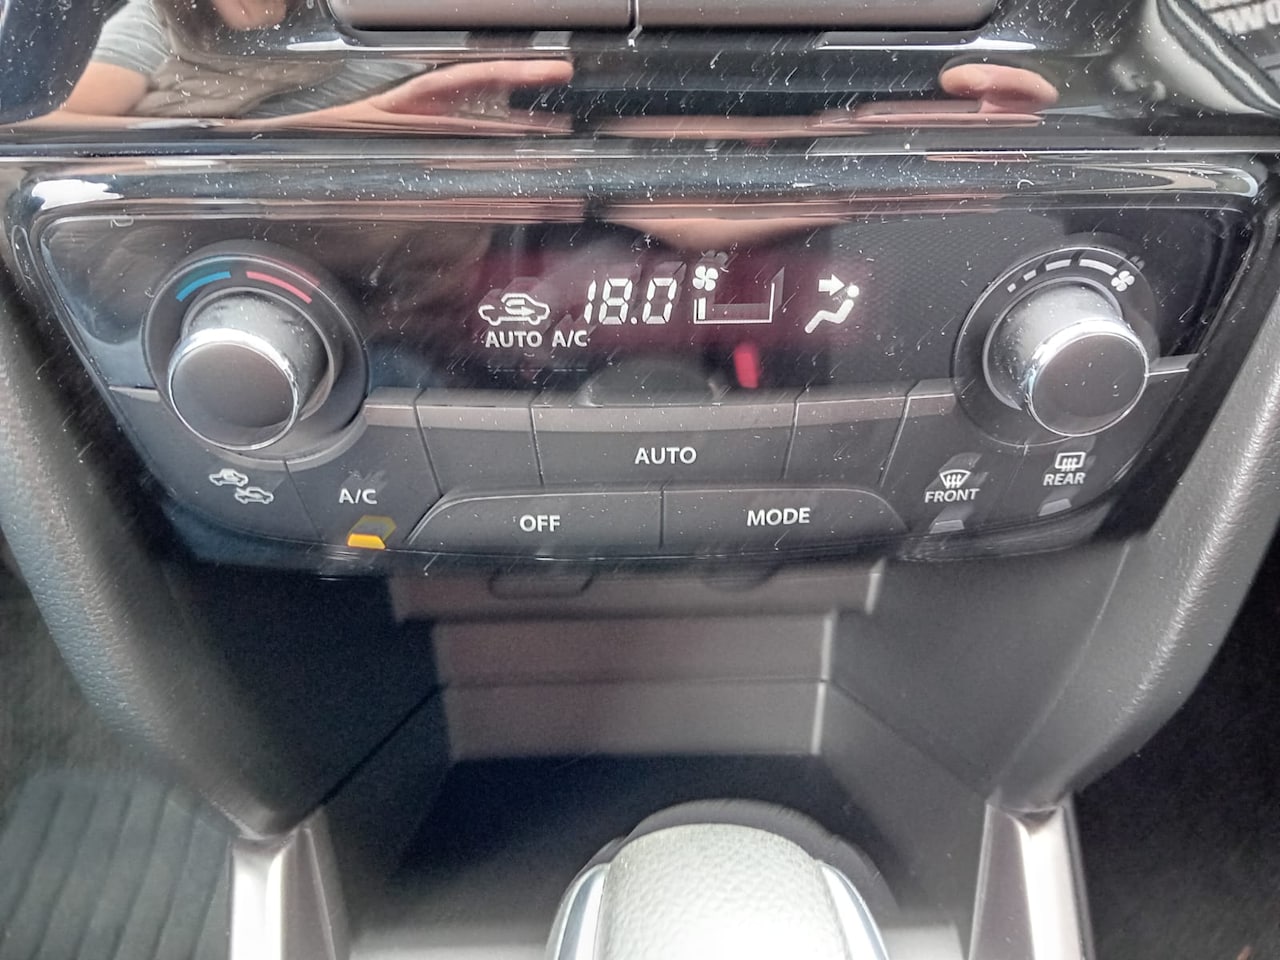 18.0
AUTO A/C
AUTO
A/C
OFF
MODE
FRONT
REAR